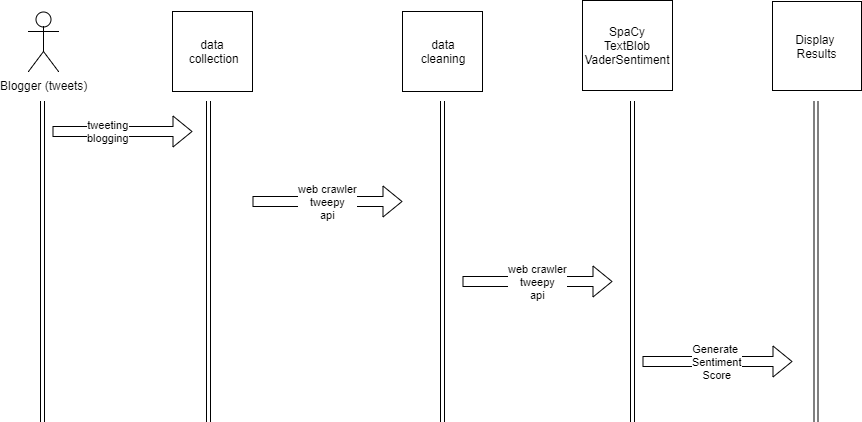 Blogger (tweets)
data
collection
data
cleaning
SpaCy
TextBlob
VaderSentiment
Display
Results
tweeting
blogging
web crawler
tweepy
api
web crawler
tweepy
api
Generate
Sentiment
Score